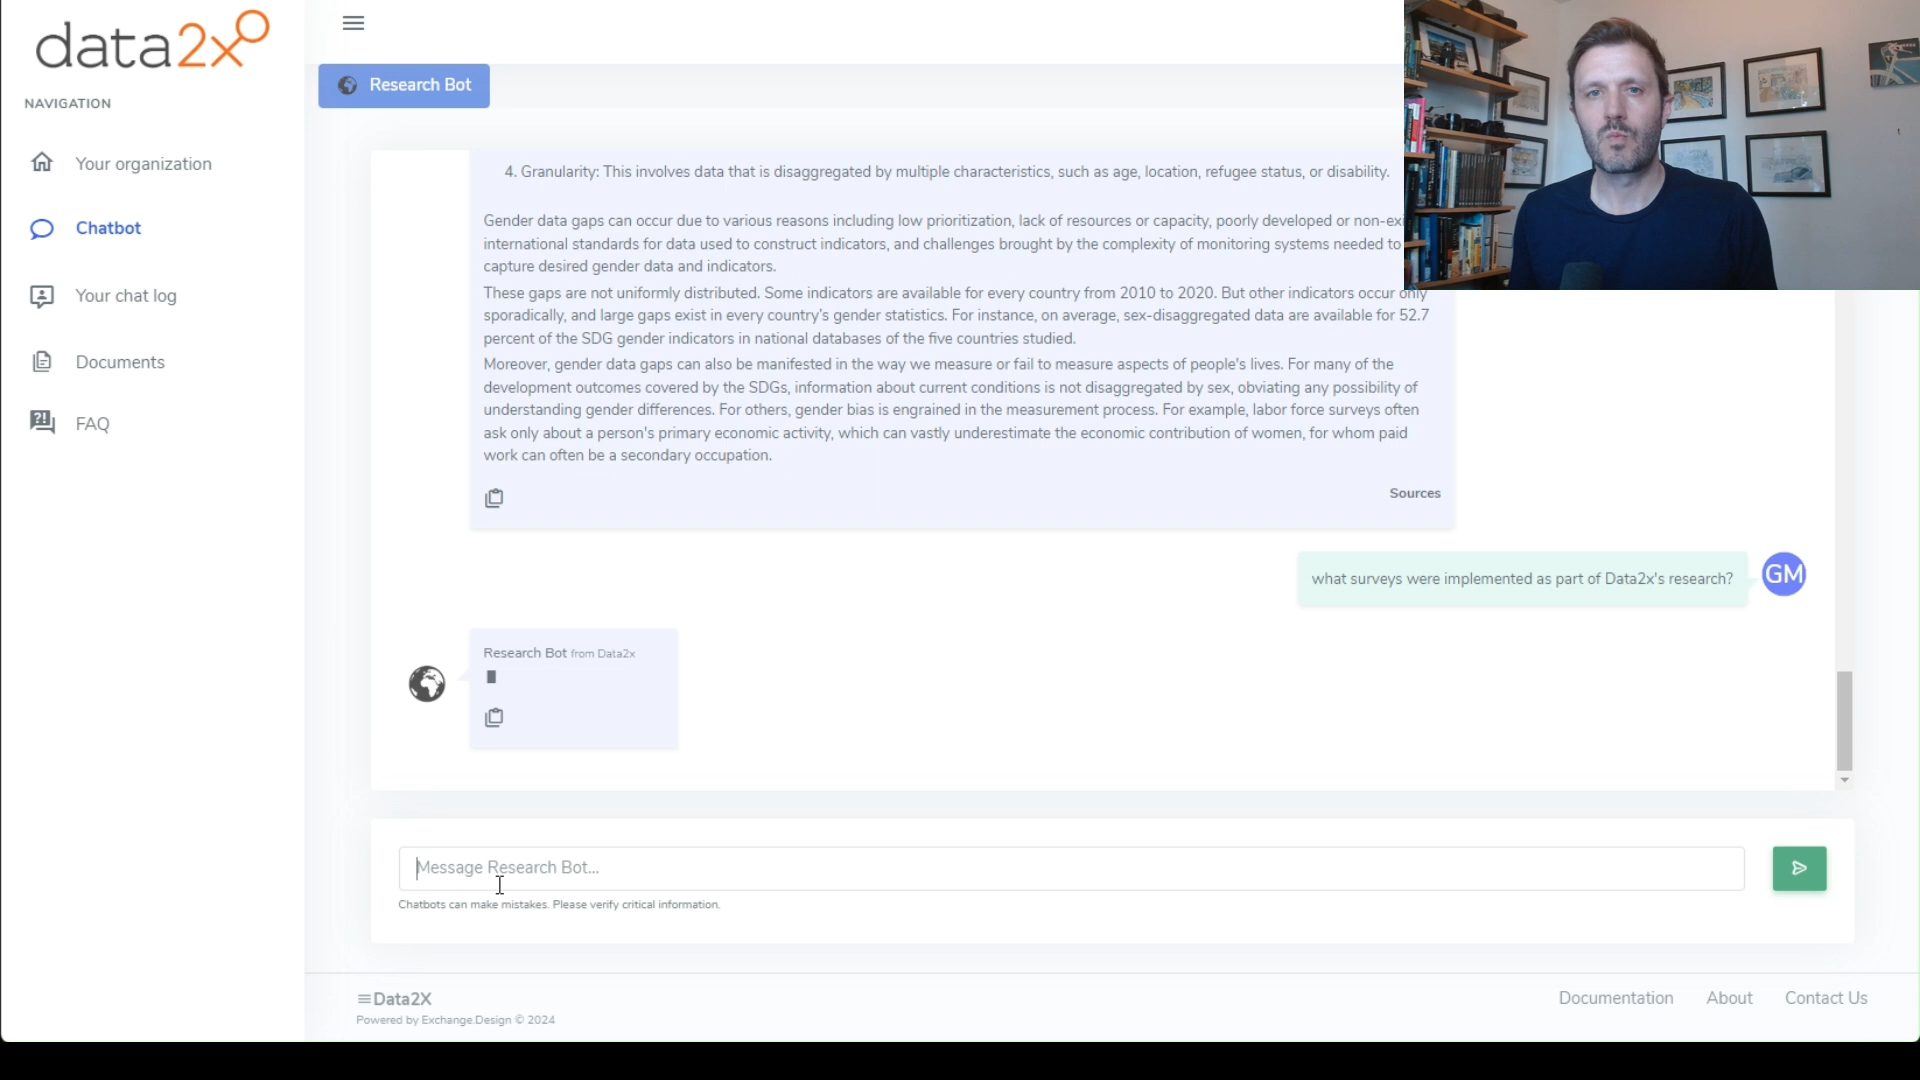 data2x
NAVIGATION
Your organization
Chatbot
Your chat log
Documents
FAQ
Research Bot
4. Granularity: This involves data that is disaggregated by multiple characteristics, such as age, location, refugee status, or disability.
Gender data gaps can occur due to various reasons including low prioritization, lack of resources or capacity, poorly developed or
international standards for data used to construct indicators, and challenges brought by the complexity of monitoring systems needed to
capture desired gender data and indicators.
These gaps are not uniformly distributed. Some indicators are available for every country from 2010 to 2020. But other indicators occur only
sporadically, and large gaps exist in every country's gender statistics. For instance, on average, sex-disaggregated data are available for 52.7
percent of the SDG gender indicators in national databases of the five countries studied.
Moreover, gender data gaps can also be manifested in the way we measure or fail to measure aspects of people's lives. For many of the
development outcomes covered by the SDGs, information about current conditions is not disaggregated by sex, obviating any possibility of
understanding gender differences. For others, gender bias is engrained in the measurement process. For example, labor force surveys often
ask only about a person's primary economic activity, which can vastly underestimate the economic contribution of women, for whom paid
work can often be a secondary occupation.
Sources
what surveys were implemented as part of Data2x's research?
GM
Research Bot from Data2x
Message Research Bot...
Chatbots can make mistakes. Please verify critical information.
Data2X
Powered by Exchange.Design © 2024
Documentation
About
Contact Us